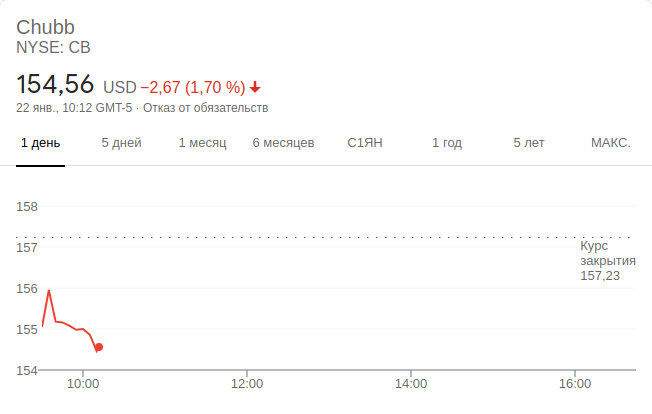 Chubb
NYSE: CB
154,56 USD −2,67 (1,70 %)
22 янв., 10:12 GMT-5 · Отказ от обязательств
1 день 5 дней 1 месяц 6 месяцев С1ЯН 1 год 5 лет МАКС.
158
157
Курс
закрытия
157,23
156
155
154
10:00 12:00 14:00 16:00